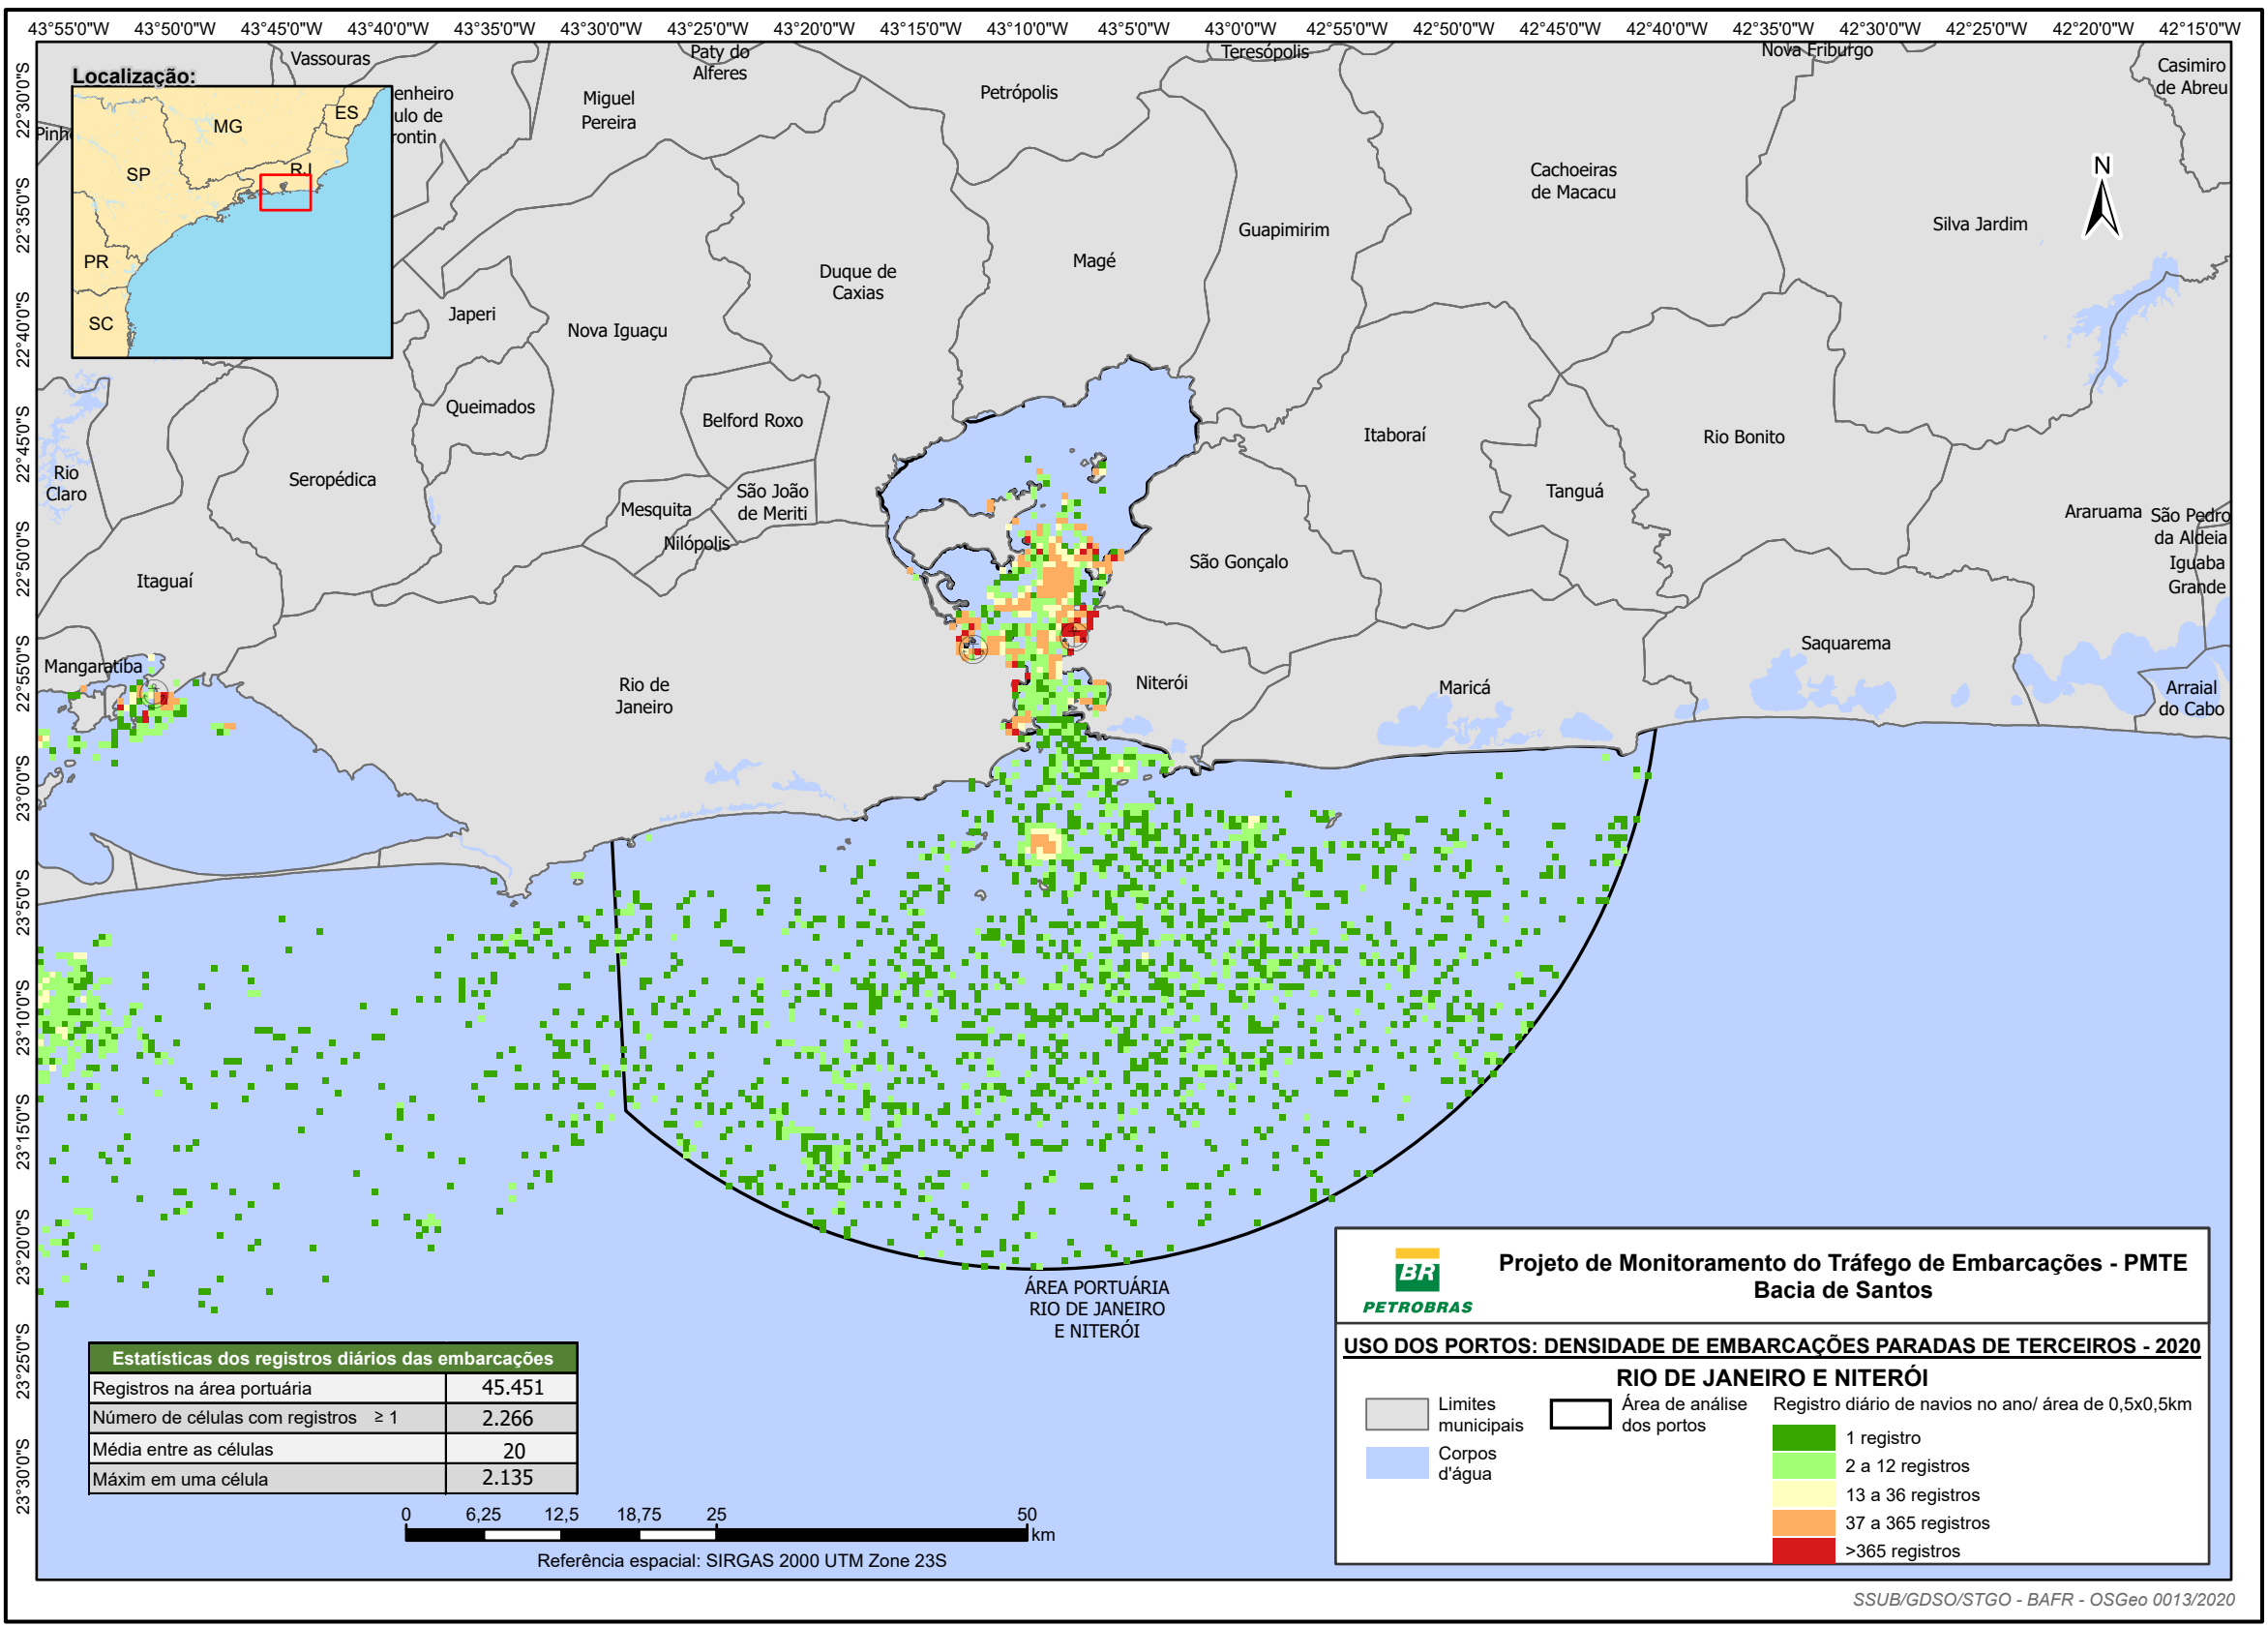 43°55'0"W 43°50'0"W 43°45'0"W 43°40'0"W 43°35'0"W 43°30'0"W 43°25'0"W 43°20'0"W 43°15'0"W 43°10'0"W 43°5'0"W 43°0'0"W 42°55'0"W 42°50'0"W 42°45'0"W 42°40'0"W 42°35'0"W 42°30'0"W 42°25'0"W 42°20'0"W 42°15'0"W
22°30'0"S
22°35'0"S
22°40'0"S
22°45'0"S
22°50'0"S
22°55'0"S
23°0'0"S
23°5'0"S
23°10'0"S
23°15'0"S
23°20'0"S
23°25'0"S
23°30'0"S
Localização:
MG
ES
SP
RJ
PR
SC
Vassouras
enheiro
ulo de
rontin
Pinh
Paty do
Alferes
Miguel
Pereira
Petrópolis
Teresópolis
Nova Friburgo
Casimiro
de Abreu
N
Cachoeiras
de Macacu
Silva Jardim
Guapimirim
Magé
Duque de
Caxias
Japeri
Nova Iguaçu
Queimados
Belford Roxo
Itaboraí
Rio Bonito
Rio
Claro
Seropédica
Mesquita
São João
de Meriti
Nilópolis
Tanguá
Araruama
São Pedro
da Aldeia
Iguaba
Grande
São Gonçalo
Itaguaí
Mangaratiba
Rio de
Janeiro
Niterói
Maricá
Saquarema
Arraial
do Cabo
ÁREA PORTUÁRIA
RIO DE JANEIRO
E NITERÓI
Estatísticas dos registros diários das embarcações
Registros na área portuária 45.451
Número de células com registros ≥ 1 2.266
Média entre as células 20
Máxim em uma célula 2.135
0 6,25 12,5 18,75 25 50
km
Referência espacial: SIRGAS 2000 UTM Zone 23S
BR
PETROBRAS
Projeto de Monitoramento do Tráfego de Embarcações - PMTE
Bacia de Santos
USO DOS PORTOS: DENSIDADE DE EMBARCAÇÕES PARADAS DE TERCEIROS - 2020
RIO DE JANEIRO E NITERÓI
Limites
municipais
Corpos
d'água
Área de análise
dos portos
Registro diário de navios no ano/ área de 0,5x0,5km
1 registro
2 a 12 registros
13 a 36 registros
37 a 365 registros
>365 registros
SSUB/GDSO/STGO - BAFR - OSGeo 0013/2020